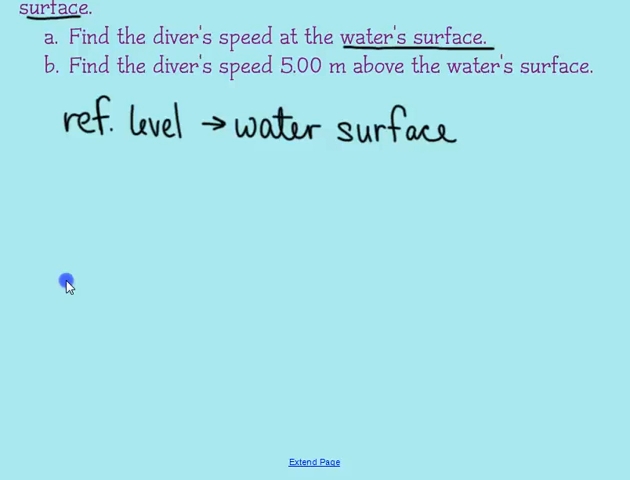 surface.
a. Find the diver's speed at the water's surface.
b. Find the diver's speed 5.00 m above the water's surface.
ref. level → water surface
Extend Page